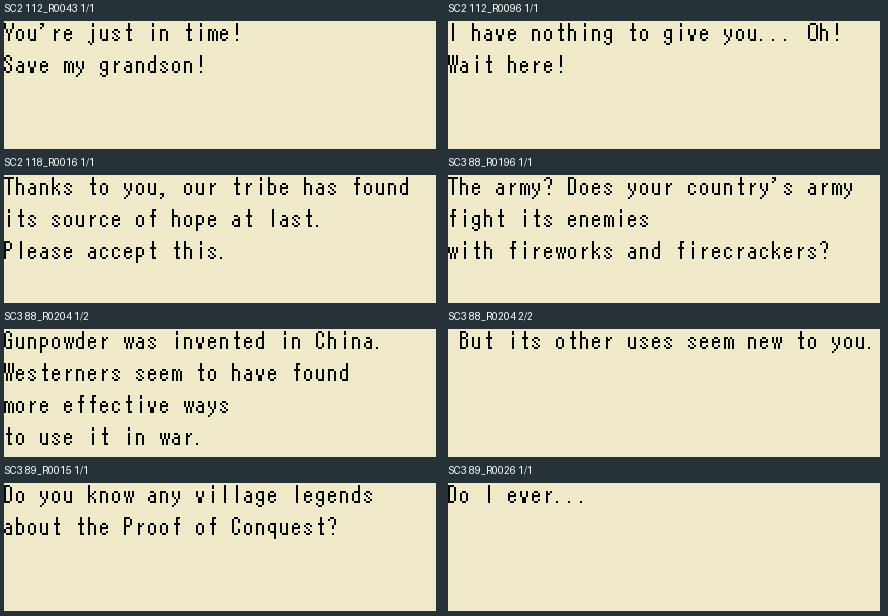 SC2 112_R0043 1/1
You're just in time!
Save my grandson!
SC2 112_R0096 1/1
I have nothing to give you... Oh!
Wait here!
SC2 118_R0016 1/1
Thanks to you, our tribe has found
its source of hope at last.
Please accept this.
SC3 88_R0196 1/1
The army? Does your country's army
fight its enemies
with fireworks and firecrackers?
SC3 88_R0204 1/2
Gunpowder was invented in China.
Westerners seem to have found
more effective ways
to use it in war.
SC3 88_R0204 2/2
But its other uses seem new to you.
SC3 89_R0015 1/1
Do you know any village legends
about the Proof of Conquest?
SC3 89_R0026 1/1
Do I ever...